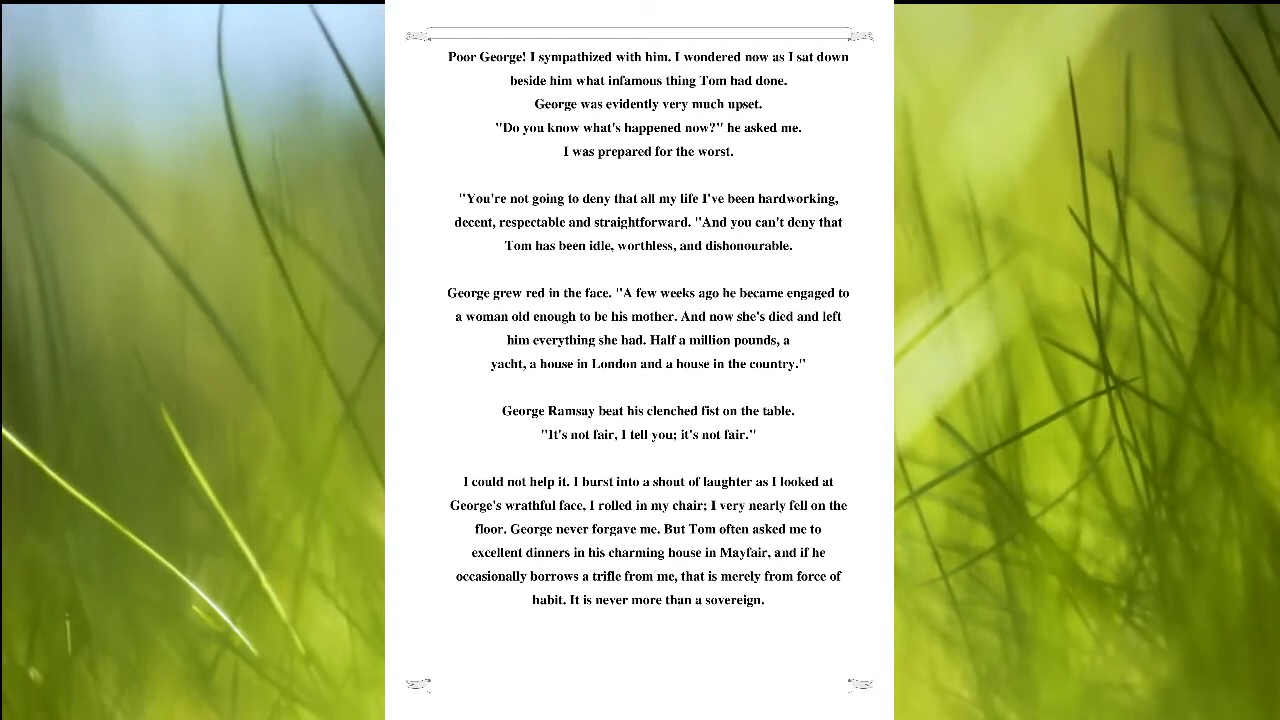 Poor George! I sympathized with him. I wondered now as I sat down
beside him what infamous thing Tom had done.
George was evidently very much upset.
"Do you know what's happened now?" he asked me.
I was prepared for the worst.
"You're not going to deny that all my life I've been hardworking,
decent, respectable and straightforward. "And you can't deny that
Tom has been idle, worthless, and dishonourable.
George grew red in the face. "A few weeks ago he became engaged to
a woman old enough to be his mother. And now she's died and left
him everything she had. Half a million pounds, a
yacht, a house in London and a house in the country."
George Ramsay beat his clenched fist on the table.
"It's not fair, I tell you; it's not fair."
I could not help it. I burst into a shout of laughter as I looked at
George's wrathful face, I rolled in my chair; I very nearly fell on the
floor. George never forgave me. But Tom often asked me to
excellent dinners in his charming house in Mayfair, and if he
occasionally borrows a trifle from me, that is merely from force of
habit. It is never more than a sovereign.